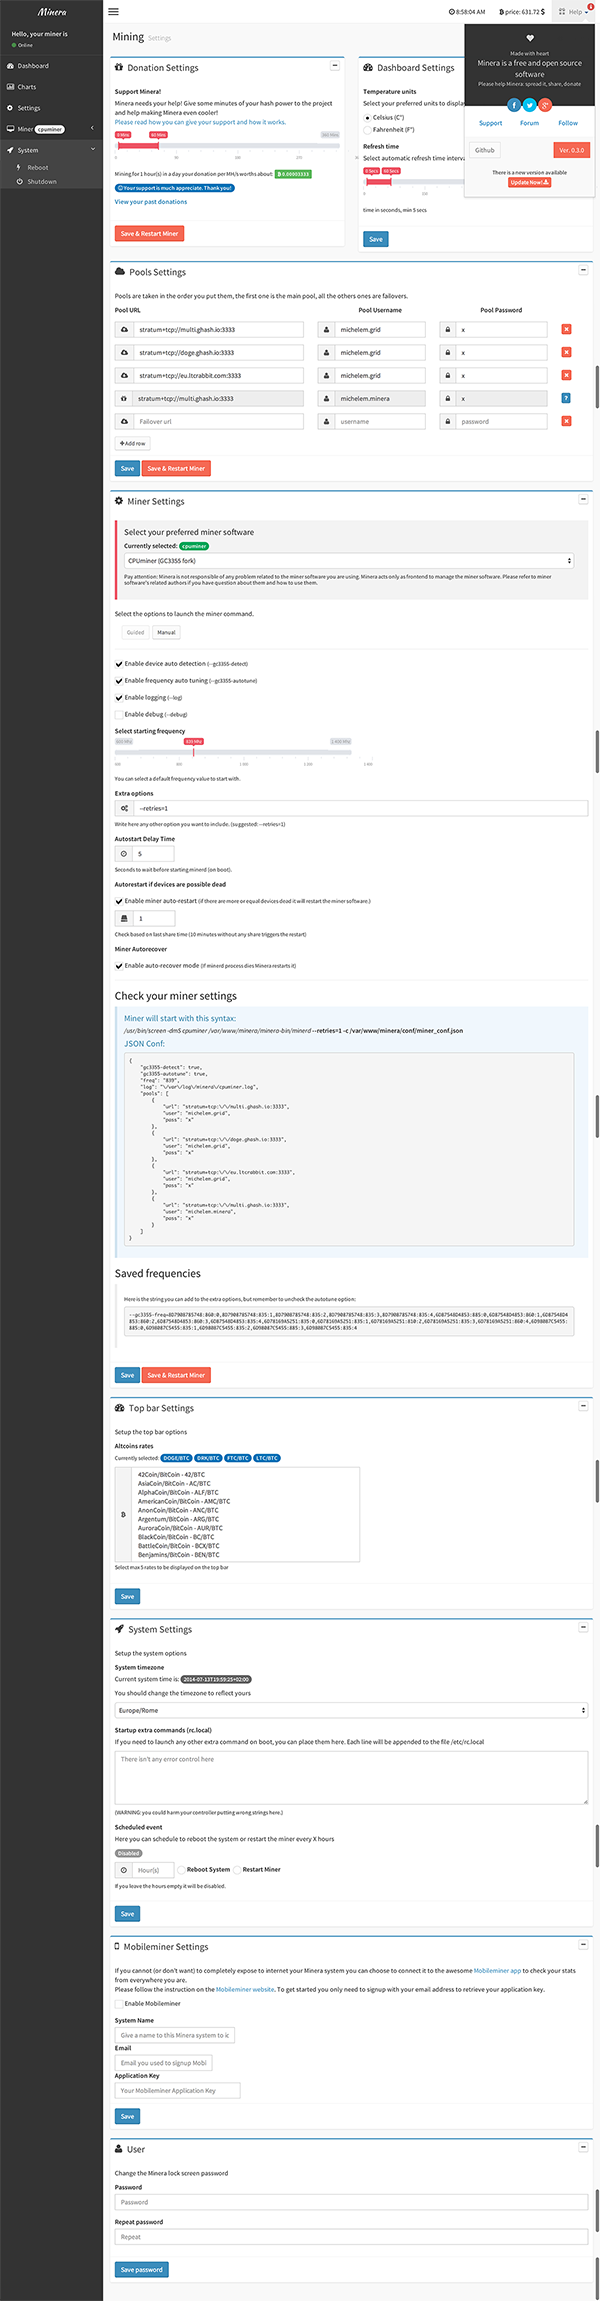 Minera
8:58:04 AM
price: 631.72 $
Help
Hello, your miner is
Online
Dashboard
Charts
Settings
Miner cpuminer
System
Reboot
Shutdown
Mining Settings
Made with heart
Minera is a free and open source
software
Please help Minera: spread it, share, donate
Support Forum Follow
Github Ver. 0.3.0
There is a new version available
Update Now!
Donation Settings
Support Minera!
Minera needs your help! Give some minutes of your hash power to the project
and help making Minera even cooler!
Please read how you can give your support and how it works.
Mining for 1 hour(s) in a day your donation per MH/s worths about: 0.00003333
Your support is much appreciate. Thank you!
View your past donations
Save & Restart Miner
Dashboard Settings
Temperature units
Select your preferred units to display
Celsius (C°)
Fahrenheit (F°)
Refresh time
Select automatic refresh time interva
time in seconds, min 5 secs
Save
Pools Settings
Pools are taken in the order you put them, the first one is the main pool, all the others ones are failovers.
Pool URL Pool Username Pool Password
stratum+tcp://multi.ghash.io:3333 michelem.grid x
stratum+tcp://doge.ghash.io:3333 michelem.grid x
stratum+tcp://eu.ltcrabbit.com:3333 michelem.grid x
stratum+tcp://multi.ghash.io:3333 michelem.minera x
Failover url username password
Add row
Save Save & Restart Miner
Miner Settings
Select your preferred miner software
Currently selected: cpuminer
CPUminer (GC3355 fork)
Pay attention: Minera is not responsible of any problem related to the miner software you are using. Minera acts only as frontend to manage the miner software. Please refer to miner
software's related authors if you have question about them and how to use them.
Select the options to launch the miner command.
Guided Manual
Enable device auto detection (--gc3355-detect)
Enable frequency auto tuning (--gc3355-autotune)
Enable logging (--log)
Enable debug (--debug)
Select starting frequency
You can select a default frequency value to start with.
Extra options
--retries=1
Write here any other option you want to include. (suggested: --retries=1)
Autostart Delay Time
5
Seconds to wait before starting minerd (on boot).
Autorestart if devices are possible dead
Enable miner auto-restart (if there are more or equal devices dead it will restart the miner software.)
1
Check based on last share time (10 minutes without any share triggers the restart)
Miner Autorecover
Enable auto-recover mode (If minerd process dies Minera restarts it)
Check your miner settings
Miner will start with this syntax:
/usr/bin/screen -dmS cpuminer /var/www/minera/minera-bin/minerd --retries=1 -c /var/www/minera/conf/miner_conf.json
JSON Conf:
{
"gc3355-detect": true,
"gc3355-autotune": true,
"freq": "839",
"log": "\/var\/log\/minera\/cpuminer.log",
"pools": [
{
"url": "stratum+tcp:\/\/multi.ghash.io:3333",
"user": "michelem.grid",
"pass": "x"
},
{
"url": "stratum+tcp:\/\/doge.ghash.io:3333",
"user": "michelem.grid",
"pass": "x"
},
{
"url": "stratum+tcp:\/\/eu.ltcrabbit.com:3333",
"user": "michelem.grid",
"pass": "x"
},
{
"url": "stratum+tcp:\/\/multi.ghash.io:3333",
"user": "michelem.minera",
"pass": "x"
}
]
}
Saved frequencies
Here is the string you can add to the extra options, but remember to uncheck the autotune option:
Save Save & Restart Miner
Top bar Settings
Setup the top bar options
Altcoins rates
Currently selected: DOGE/BTC DRK/BTC FTC/BTC LTC/BTC
42Coin/BitCoin - 42/BTC
AsiaCoin/BitCoin - AC/BTC
AlphaCoin/BitCoin - ALF/BTC
AmericanCoin/BitCoin - AMC/BTC
AnonCoin/BitCoin - ANC/BTC
Argentum/BitCoin - ARG/BTC
AuroraCoin/BitCoin - AUR/BTC
BlackCoin/BitCoin - BC/BTC
BattleCoin/BitCoin - BCX/BTC
Benjamins/BitCoin - BEN/BTC
Select max 5 rates to be displayed on the top bar
Save
System Settings
Setup the system options
System timezone
Current system time is: 2014-07-13T19:59:25+02:00
You should change the timezone to reflect yours
Europe/Rome
Startup extra commands (rc.local)
If you need to launch any other extra command on boot, you can place them here. Each line will be appended to the file /etc/rc.local
There isn't any error control here
(WARNING: you could harm your controller putting wrong strings here.)
Scheduled event
Here you can schedule to reboot the system or restart the miner every X hours
Disabled
Hour(s) Reboot System Restart Miner
If you leave the hours empty it will be disabled.
Save
Mobileminer Settings
If you cannot (or don't want) to completely expose to internet your Minera system you can choose to connect it to the awesome Mobileminer app to check your stats
from everywhere you are.
Please follow the instruction on the Mobileminer website. To get started you only need to signup with your email address to retrieve your application key.
Enable Mobileminer
System Name
Give a name to this Minera system to ic
Email
Email you used to signup Mobi
Application Key
Your Mobileminer Application Key
Save
User
Change the Minera lock screen password
Password
Password
Repeat password
Repeat
Save password